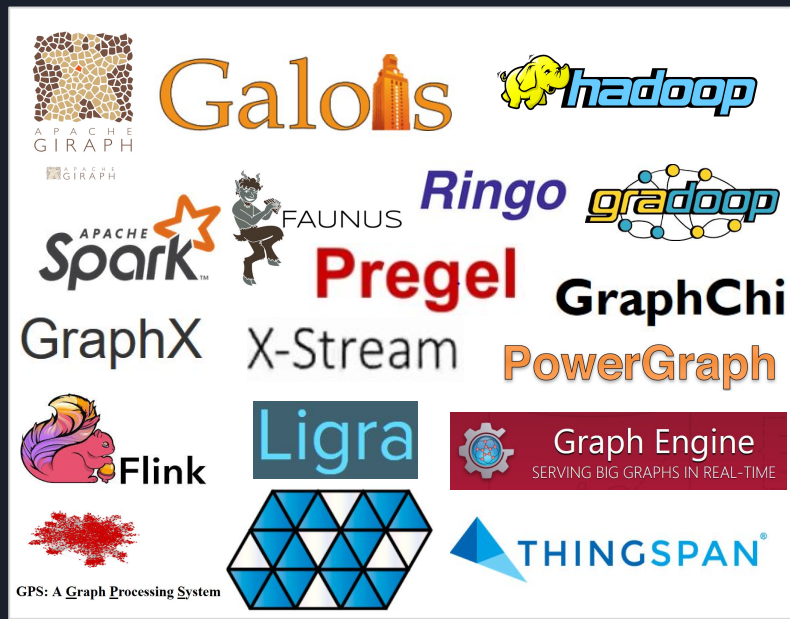 APACHE
GIRAPH
APACHE
GIRAPH
Galois
hadoop
APACHE
Spark™
FAUNUS
Ringo
gradoop
Pregel
GraphChi
GraphX
X-Stream
PowerGraph
Flink
Ligra
Graph Engine
SERVING BIG GRAPHS IN REAL-TIME
GPS: A Graph Processing System
THINGSPAN®